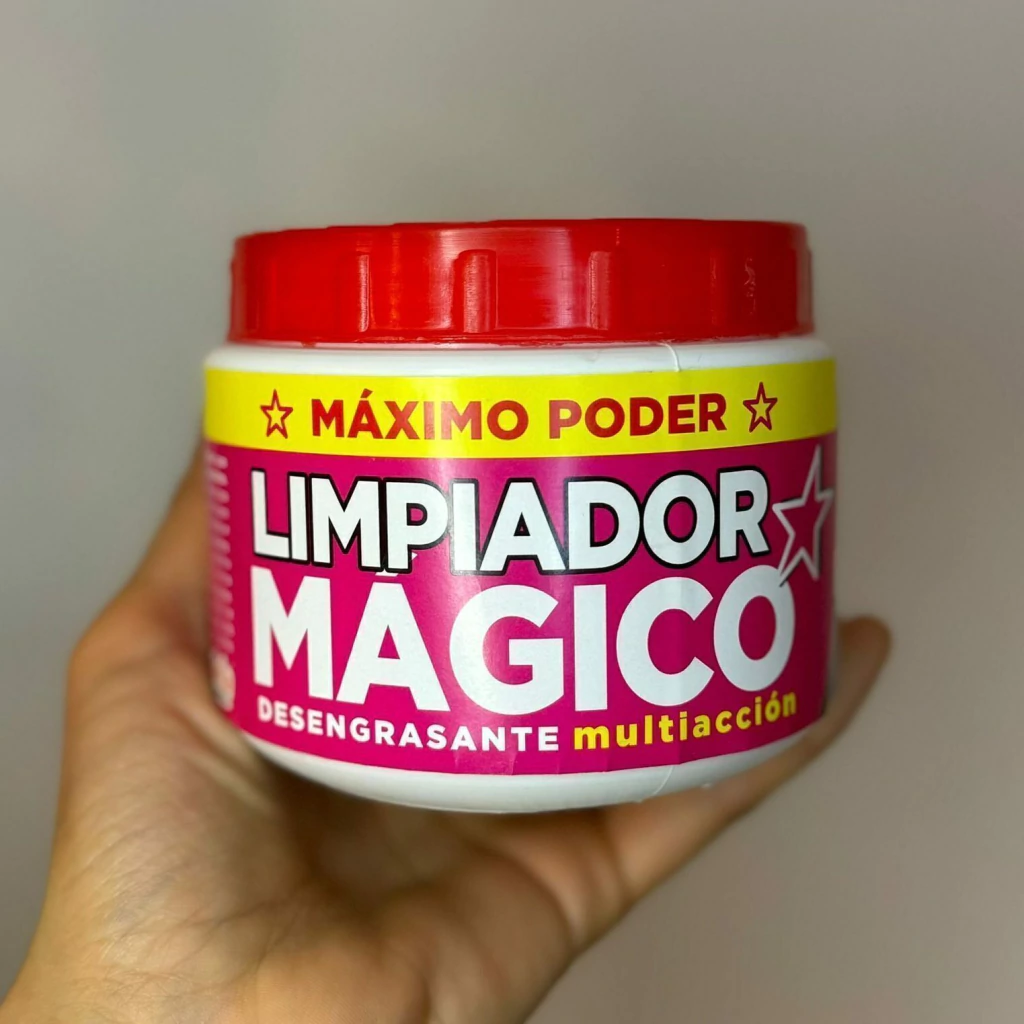 MÁXIMO PODER
LIMPIADOR
MÁGICO
DESENGRASANTE multiacción